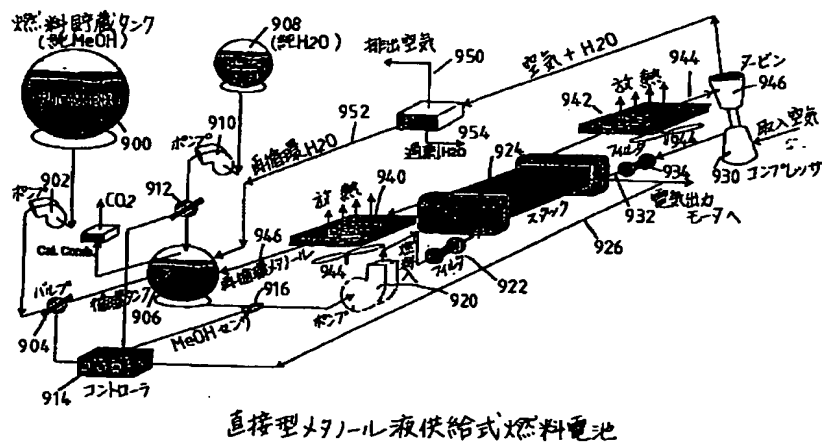 燃料貯蔵タンク
(純MeOH)
900
908
(純H2O)
排出空気
950
空気+H2O
タービン
944
946
放熱
942
944
取入空気
930 コンプレッサ
フィルタ
934
932
電気出力
モータへ
926
952
954
過剰H2O
924
スタック
再循環H2O
ポンプ
910
912
ポンプ
902
CO2
Cat. Comb.
放熱
940
946
再循環メタノール
944
燃料入
フィルタ
922
920
ポンプ
916
循環タンク
906
バルブ
904
MeOHセンサ
914 コントローラ
直接型メタノール液供給式燃料電池